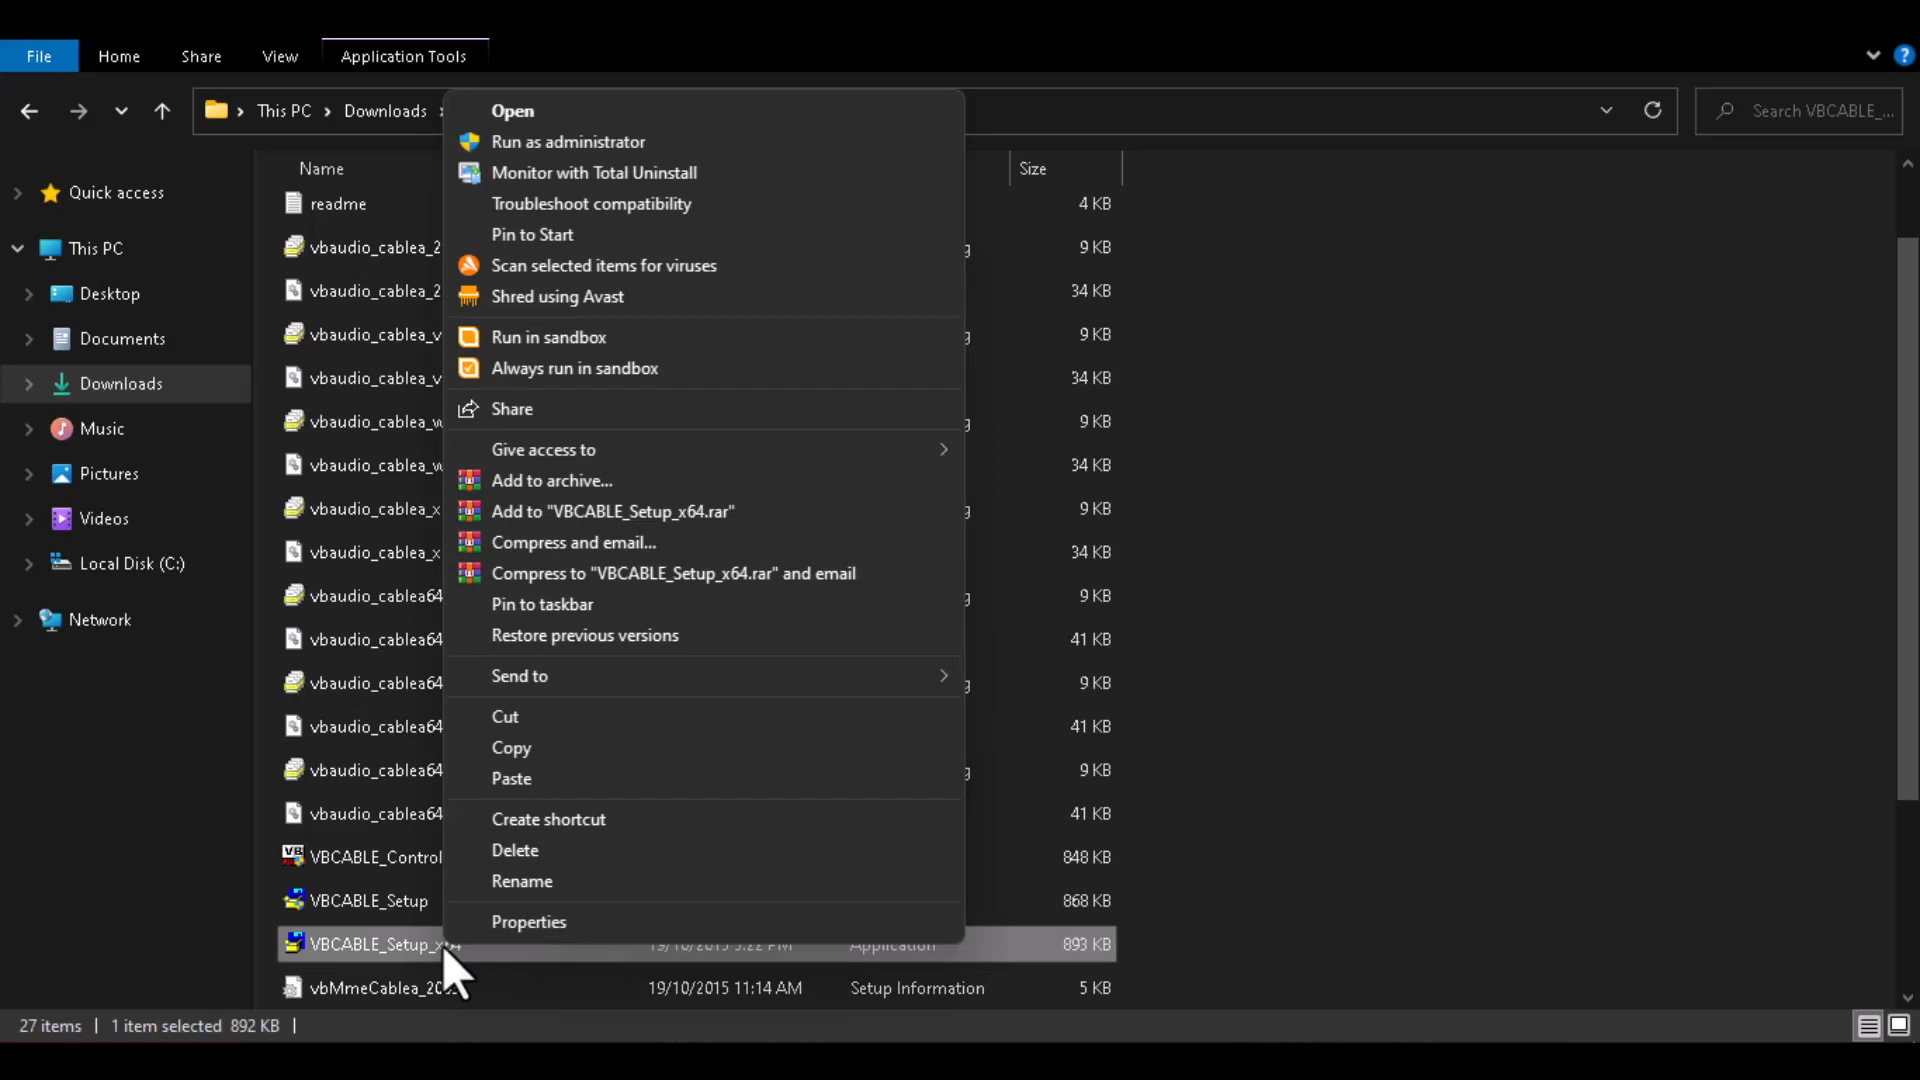 File Home Share View Application Tools
?
This PC Downloads Search VBCABLE_...
Name Size
Quick access
This PC
Desktop
Documents
Downloads
Music
Pictures
Videos
Local Disk (C:)
Network
readme 4 KB
vbaudio_cablea_2 9 KB
vbaudio_cablea_2 34 KB
vbaudio_cablea_v 9 KB
vbaudio_cablea_v 34 KB
vbaudio_cablea_w 9 KB
vbaudio_cablea_w 34 KB
vbaudio_cablea_x 9 KB
vbaudio_cablea_x 34 KB
vbaudio_cablea64 9 KB
vbaudio_cablea64 41 KB
vbaudio_cablea64 9 KB
vbaudio_cablea64 41 KB
vbaudio_cablea64 9 KB
vbaudio_cablea64 41 KB
VBCABLE_Control 848 KB
VBCABLE_Setup 868 KB
VBCABLE_Setup_x64 19/10/2015 3:22 PM Application 893 KB
19/10/2015 11:14 AM Setup Information 5 KB
Open
Run as administrator
Monitor with Total Uninstall
Troubleshoot compatibility
Pin to Start
Scan selected items for viruses
Shred using Avast
Run in sandbox
Always run in sandbox
Share
Give access to
Add to archive...
Add to "VBCABLE_Setup_x64.rar"
Compress and email...
Compress to "VBCABLE_Setup_x64.rar" and email
Pin to taskbar
Restore previous versions
Send to
Cut
Copy
Paste
Create shortcut
Delete
Rename
Properties
27 items 1 item selected 892 KB